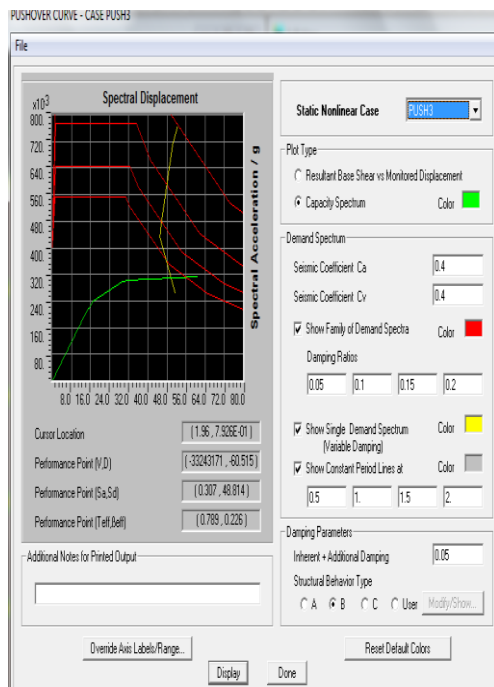 PUSHOVER CURVE - CASE PUSH3
File
Spectral Displacement
x10³
800.
720.
640.
560.
480.
400.
320.
240.
160.
80.
8.0 16.0 24.0 32.0 40.0 48.0 56.0 64.0 72.0 80.0
Spectral Acceleration / g
Cursor Location
(1.96 , 7.926E-01)
Performance Point (V,D)
(-33243171 , -60.515)
Performance Point (Sa,Sd)
(0.307 , 48.814)
Performance Point (Teff,Beff)
(0.789 , 0.226)
Additional Notes for Printed Output
Static Nonlinear Case
PUSH3
Plot Type
Resultant Base Shear vs Monitored Displacement
Capacity Spectrum
Color
Demand Spectrum
Seismic Coefficient Ca
0.4
Seismic Coefficient Cv
0.4
Show Family of Demand Spectra
Color
Damping Ratios
0.05 0.1 0.15 0.2
Show Single Demand Spectrum
(Variable Damping)
Color
Show Constant Period Lines at
Color
0.5 1. 1.5 2.
Damping Parameters
Inherent + Additional Damping
0.05
Structural Behavior Type
A B C User Modify/Show...
Override Axis Labels/Range...
Reset Default Colors
Display
Done